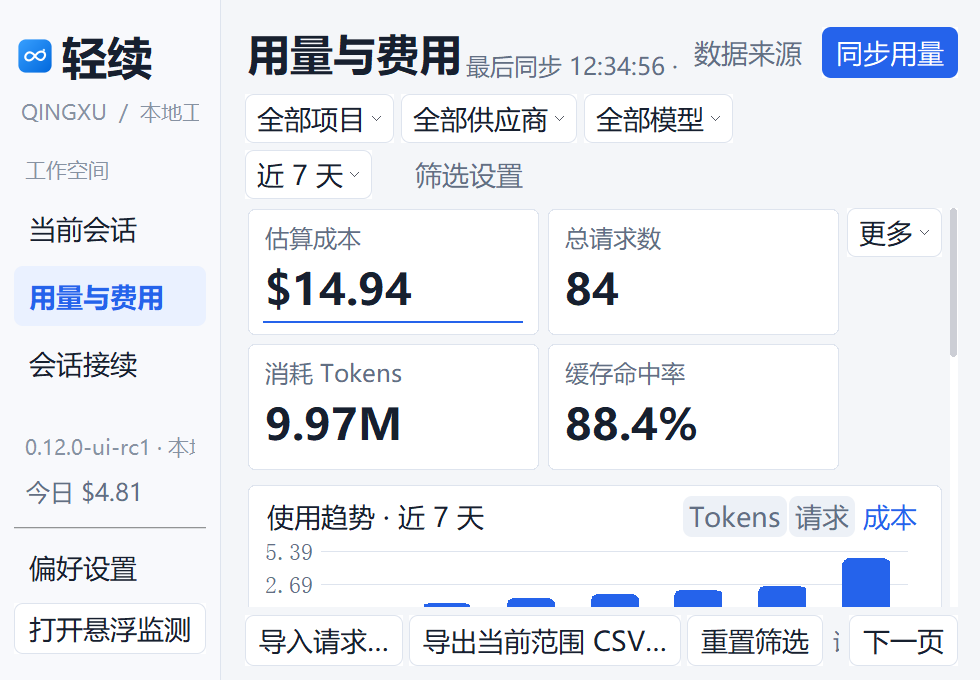 轻续
QINGXU / 本地工
工作空间
当前会话
用量与费用
会话接续
0.12.0-ui-rc1 · 本
今日 $4.81
偏好设置
打开悬浮监测
用量与费用
最后同步 12:34:56 ·
数据来源
同步用量
全部项目
全部供应商
全部模型
近 7 天
筛选设置
估算成本
$14.94
总请求数
84
更多
消耗 Tokens
9.97M
缓存命中率
88.4%
使用趋势 · 近 7 天
Tokens
请求
成本
5.39
2.69
导入请求...
导出当前范围 CSV...
重置筛选
下一页